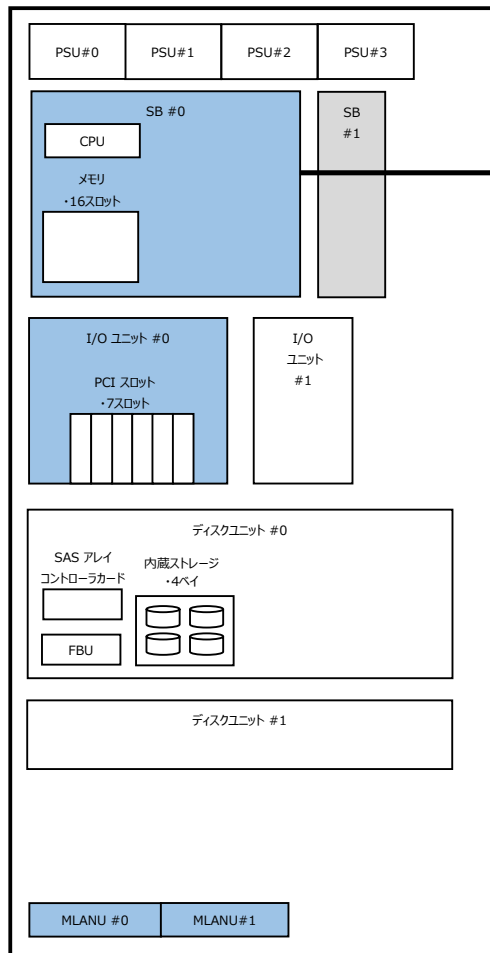 PSU#0
PSU#1
PSU#2
PSU#3
SB #0
CPU
メモリ
・16スロット
SB
#1
I/O ユニット #0
PCI スロット
・7スロット
I/O
ユニット
#1
ディスクユニット #0
SAS アレイ
コントローラカード
FBU
内蔵ストレージ
・4ベイ
ディスクユニット #1
MLANU #0
MLANU#1